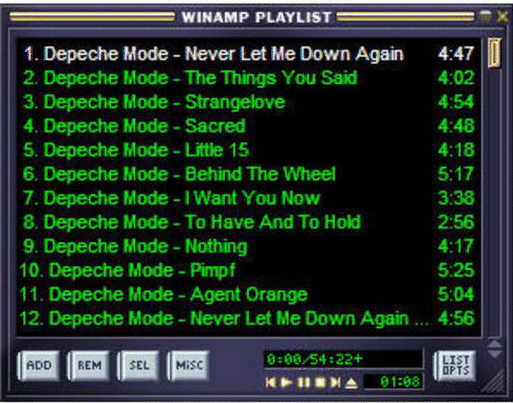 WINAMP PLAYLIST
1. Depeche Mode - Never Let Me Down Again 4:47
2. Depeche Mode - The Things You Said 4:02
3. Depeche Mode - Strangelove 4:54
4. Depeche Mode - Sacred 4:48
5. Depeche Mode - Little 15 4:18
6. Depeche Mode - Behind The Wheel 5:17
7. Depeche Mode - I Want You Now 3:38
8. Depeche Mode - To Have And To Hold 2:56
9. Depeche Mode - Nothing 4:17
10. Depeche Mode - Pimpf 5:25
11. Depeche Mode - Agent Orange 5:04
12. Depeche Mode - Never Let Me Down Again ... 4:56
ADD REM SEL MISC 0:00/54:22+ LIST
OPTS
01:08